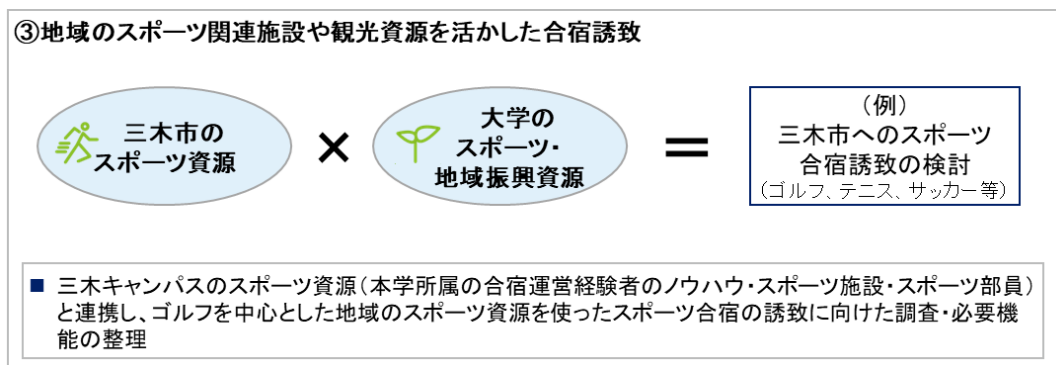 ③地域のスポーツ関連施設や観光資源を活かした合宿誘致
三木市の
スポーツ資源
×
大学の
スポーツ・
地域振興資源
＝
（例）
三木市へのスポーツ
合宿誘致の検討
（ゴルフ、テニス、サッカー等）
■ 三木キャンパスのスポーツ資源（本学所属の合宿運営経験者のノウハウ・スポーツ施設・スポーツ部員）
と連携し、ゴルフを中心とした地域のスポーツ資源を使ったスポーツ合宿の誘致に向けた調査・必要機
能の整理